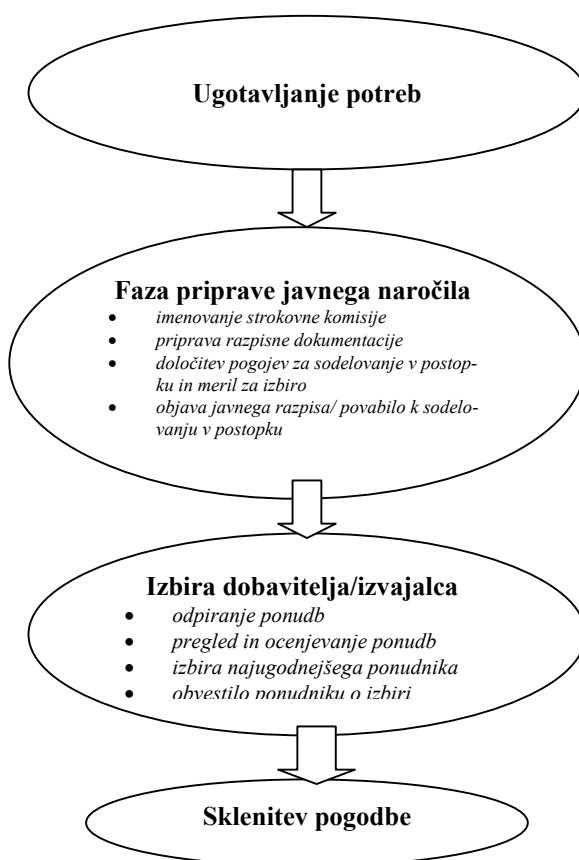 Ugotavljanje potreb
Faza priprave javnega naročila
• imenovanje strokovne komisije
• priprava razpisne dokumentacije
• določitev pogojev za sodelovanje v postop-
ku in meril za izbiro
• objava javnega razpisa/ povabilo k sodelo-
vanju v postopku
Izbira dobavitelja/izvajalca
• odpiranje ponudb
• pregled in ocenjevanje ponudb
• izbira najugodnejšega ponudnika
• obvestilo ponudniku o izbiri
Sklenitev pogodbe